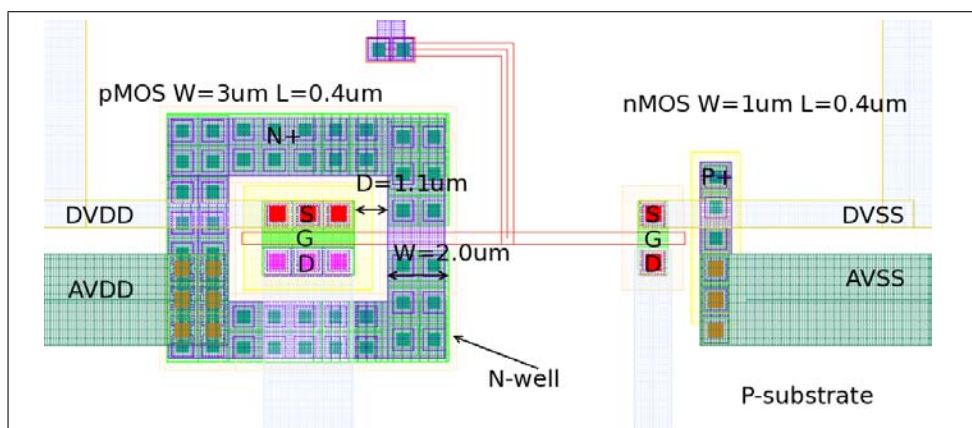 pMOS W=3um L=0.4um
nMOS W=1um L=0.4um
N+
P+
D=1.1um
DVDD
S
S
DVSS
G
G
W=2.0um
D
D
AVDD
AVSS
N-well
P-substrate